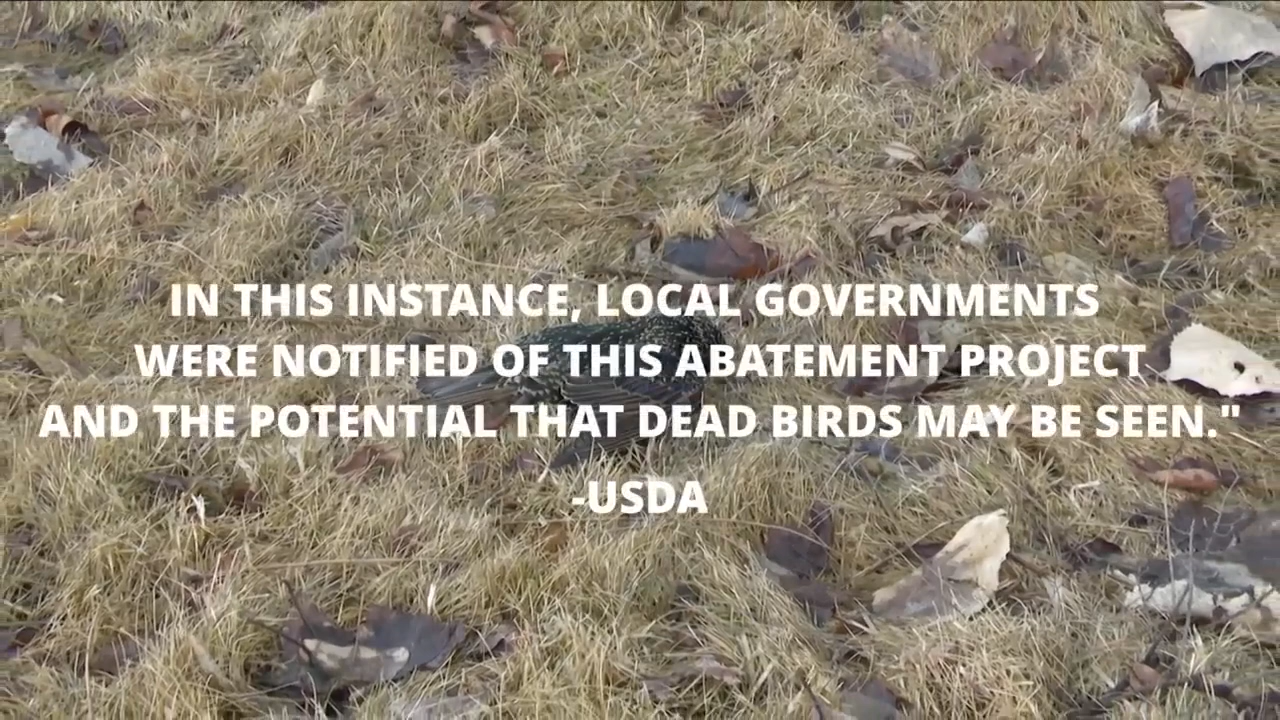 IN THIS INSTANCE, LOCAL GOVERNMENTS
WERE NOTIFIED OF THIS ABATEMENT PROJECT
AND THE POTENTIAL THAT DEAD BIRDS MAY BE SEEN."
-USDA